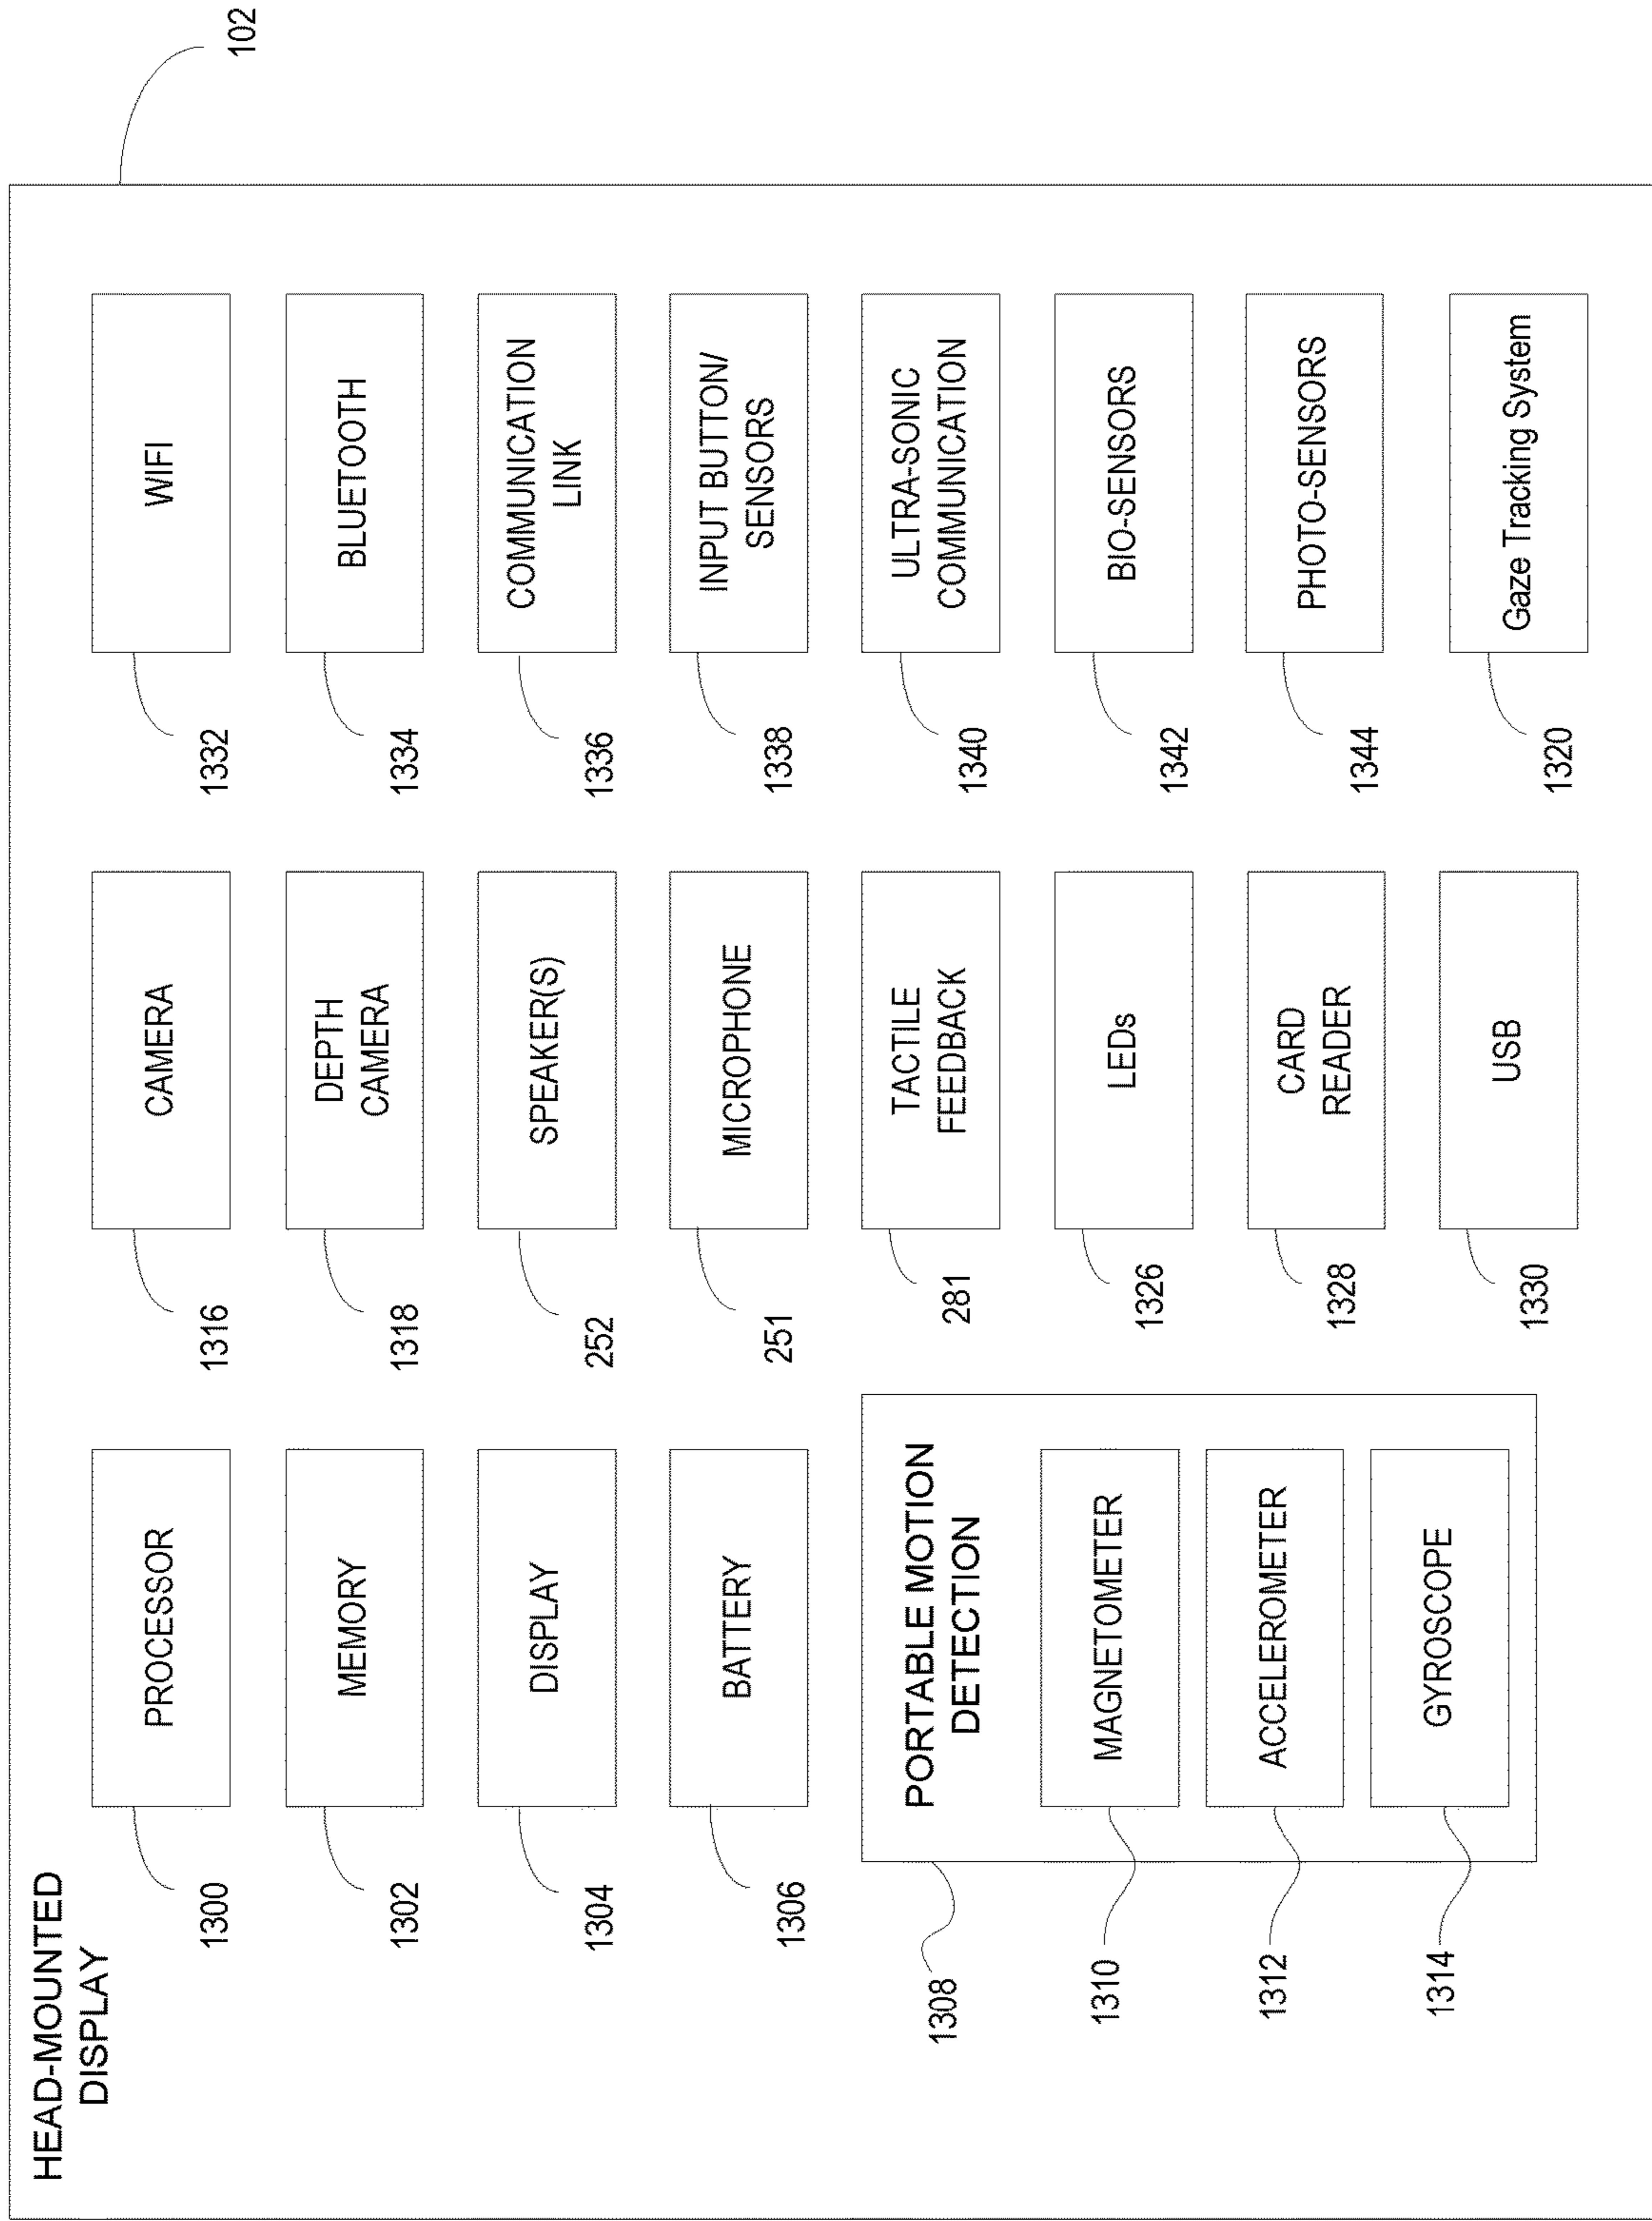 HEAD-MOUNTED
DISPLAY
102
PROCESSOR
1300
MEMORY
1302
DISPLAY
1304
BATTERY
1306
PORTABLE MOTION
DETECTION
1308
MAGNETOMETER
1310
ACCELEROMETER
1312
GYROSCOPE
1314
CAMERA
1316
DEPTH
CAMERA
1318
SPEAKER(S)
252
MICROPHONE
251
TACTILE
FEEDBACK
281
LEDs
1326
CARD
READER
1328
USB
1330
WIFI
1332
BLUETOOTH
1334
COMMUNICATION
LINK
1336
INPUT BUTTON/
SENSORS
1338
ULTRA-SONIC
COMMUNICATION
1340
BIO-SENSORS
1342
PHOTO-SENSORS
1344
Gaze Tracking System
1320